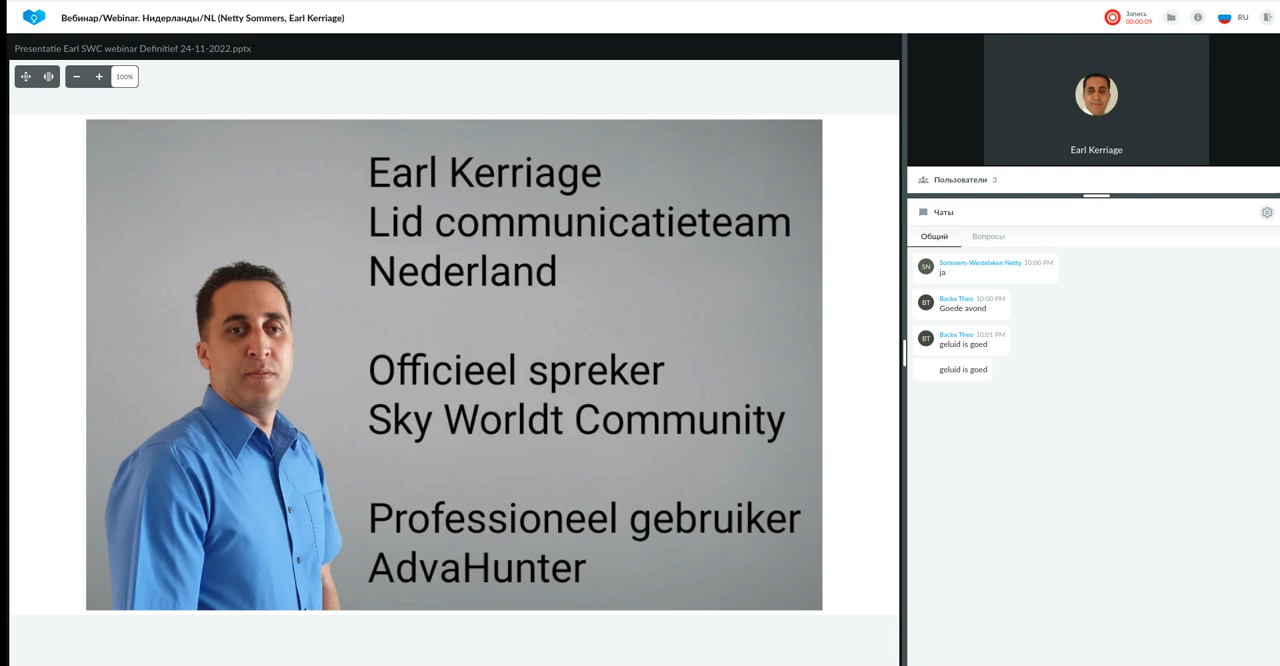 Вебинар/Webinar. Нидерланды/NL (Netty Sommers, Earl Kerriage)
Запись
00:00:09
RU
Presentatie Earl SWC webinar Definitief 24-11-2022.pptx
100%
Earl Kerriage
Lid communicatieteam
Nederland
Officieel spreker
Sky Worldt Community
Professioneel gebruiker
AdvaHunter
Earl Kerriage
Пользователи 3
Чаты
Общий Вопросы
SN
Sommers-Westelaken Netty 10:00 PM
ja
BT
Backx Theo 10:00 PM
Goede avond
BT
Backx Theo 10:01 PM
geluid is goed
geluid is goed